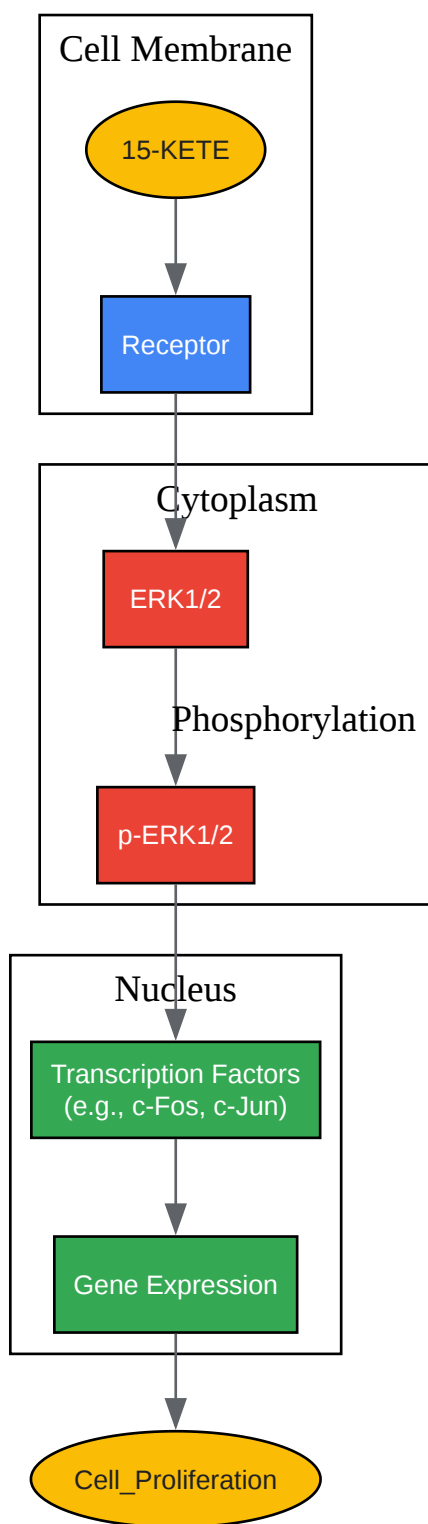 Cell Membrane
15-KETE
Receptor
Cytoplasm
ERK1/2
Phosphorylation
p-ERK1/2
Nucleus
Transcription Factors
(e.g., c-Fos, c-Jun)
Gene Expression
Cell_Proliferation